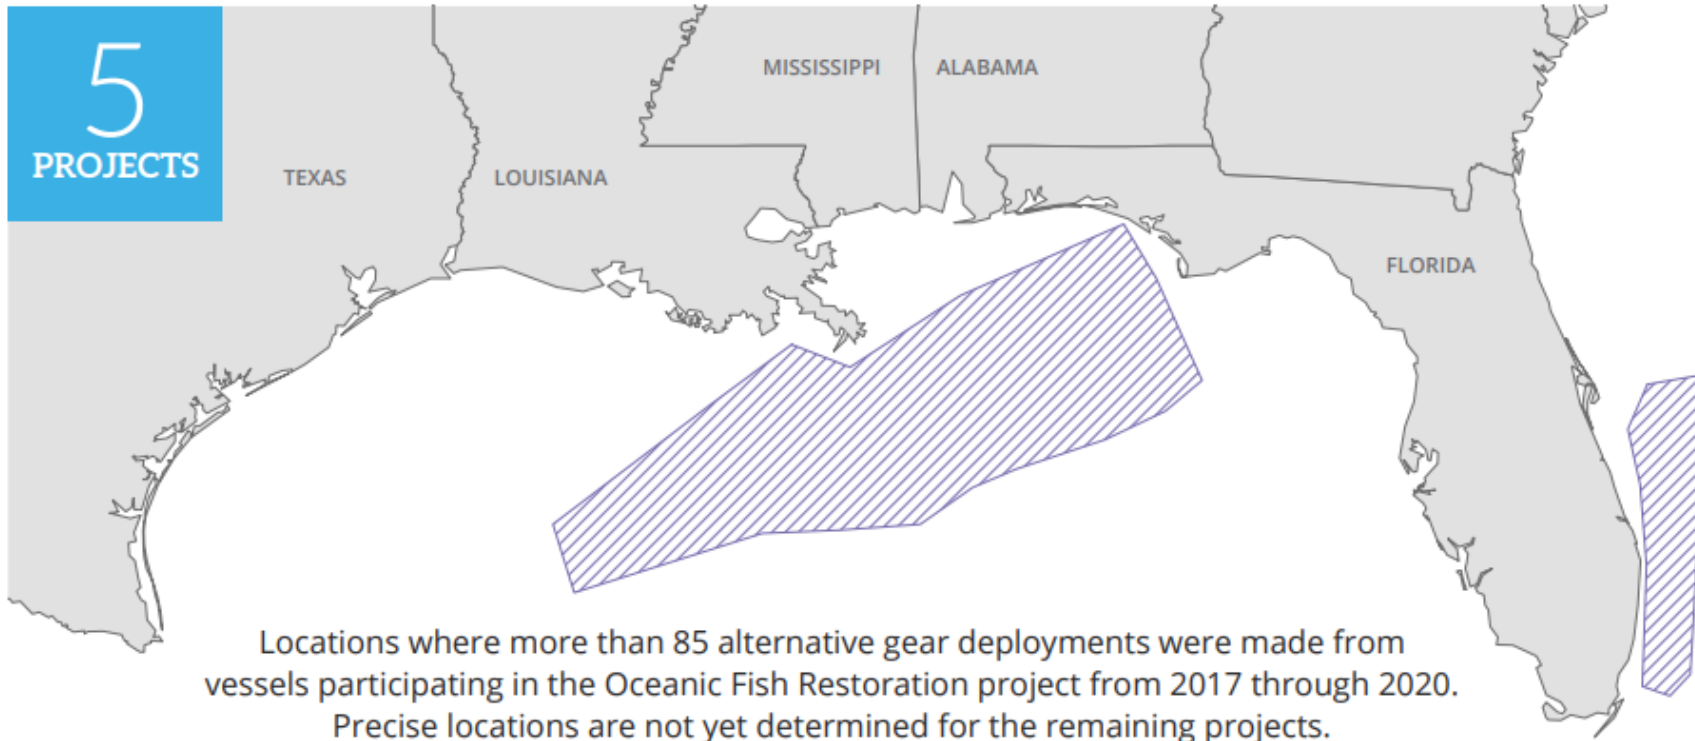 5
PROJECTS
MISSISSIPPI
ALABAMA
TEXAS
LOUISIANA
FLORIDA
Locations where more than 85 alternative gear deployments were made from
vessels participating in the Oceanic Fish Restoration project from 2017 through 2020.
Precise locations are not yet determined for the remaining projects.